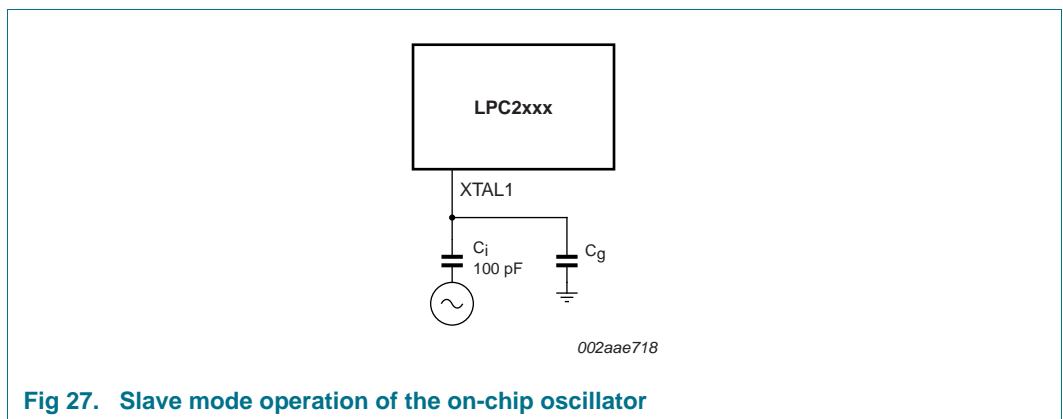 LPC2xxx
XTAL1
Ci
100 pF
Cg
002aae718
Fig 27. Slave mode operation of the on-chip oscillator